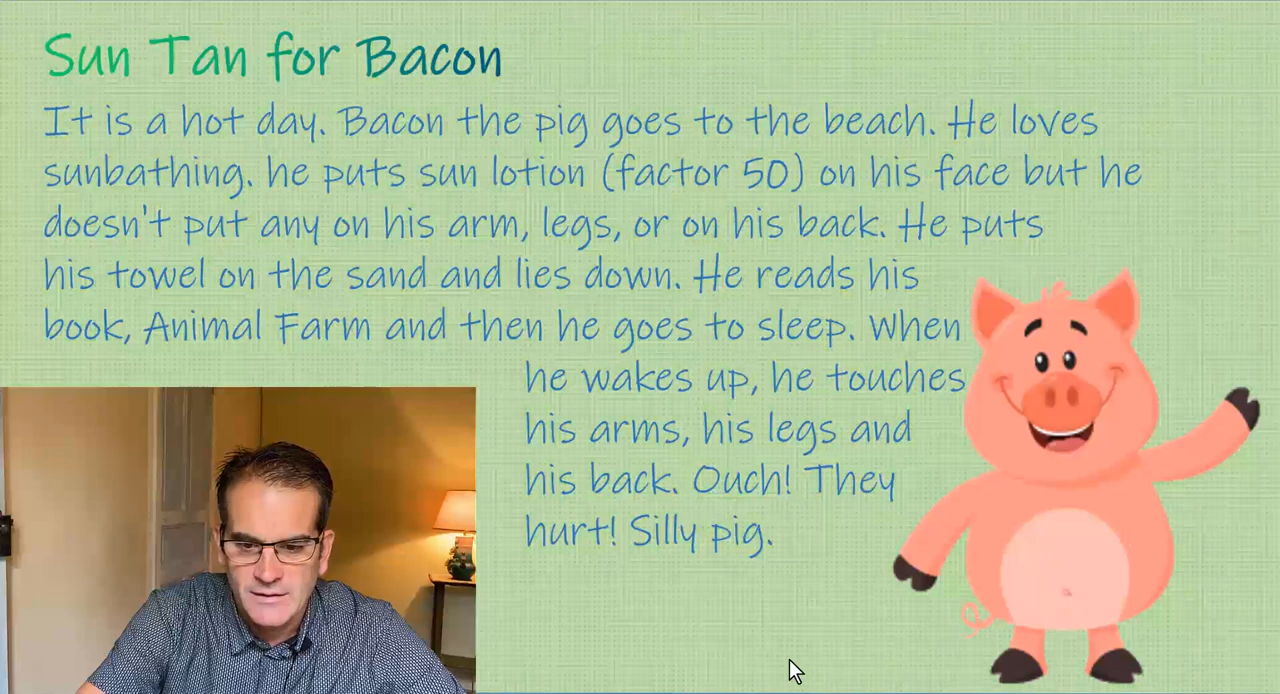 Sun Tan for Bacon
It is a hot day. Bacon the pig goes to the beach. He loves
sunbathing. he puts sun lotion (factor 50) on his face but he
doesn't put any on his arm, legs, or on his back. He puts
his towel on the sand and lies down. He reads his
book, Animal Farm and then he goes to sleep. When
he wakes up, he touches
his arms, his legs and
his back. Ouch! They
hurt! Silly pig.